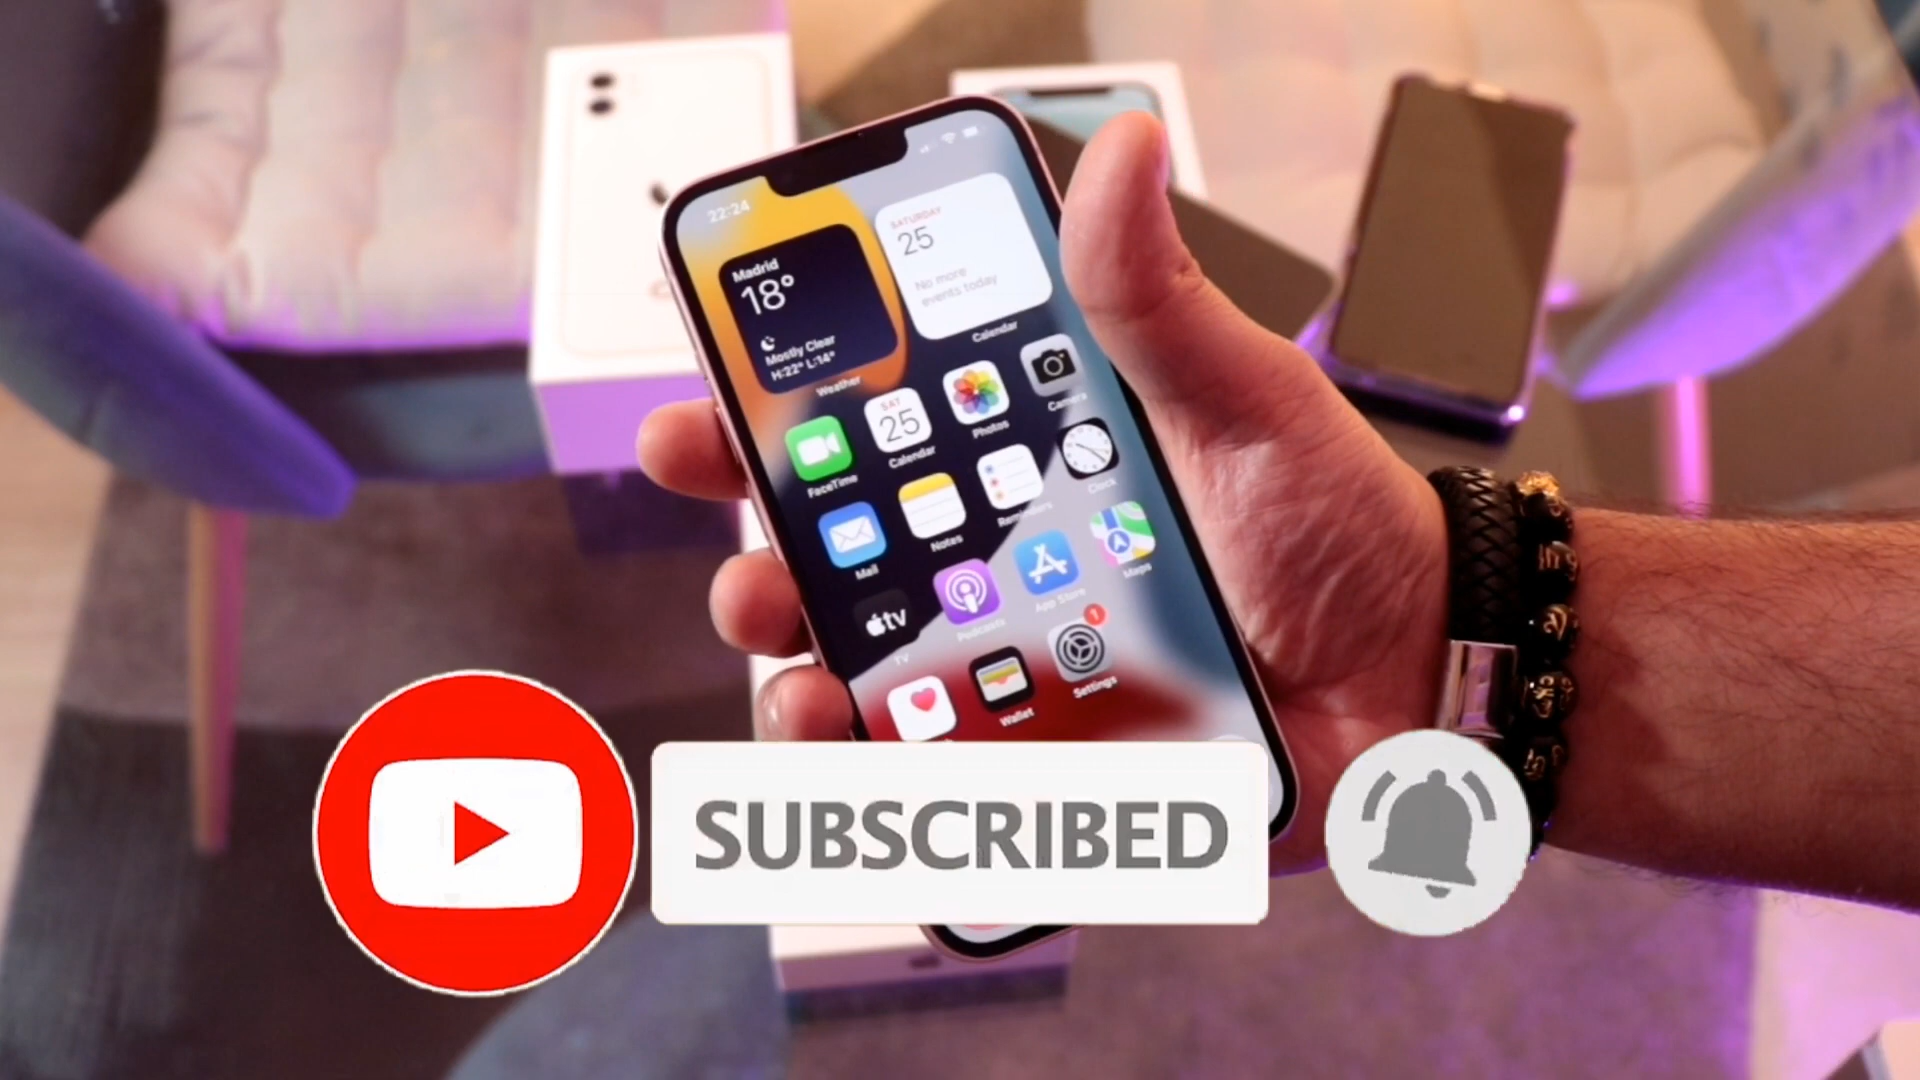 22:24
Madrid
18°
Mostly Clear
H:22° L:14°
Weather
SATURDAY
25
No more
events today
Calendar
FaceTime
SAT
25
Calendar
Photos
Camera
Mail
Notes
Reminders
Clock
tv
TV
Podcasts
App Store
Maps
Wallet
1
Settings
SUBSCRIBED